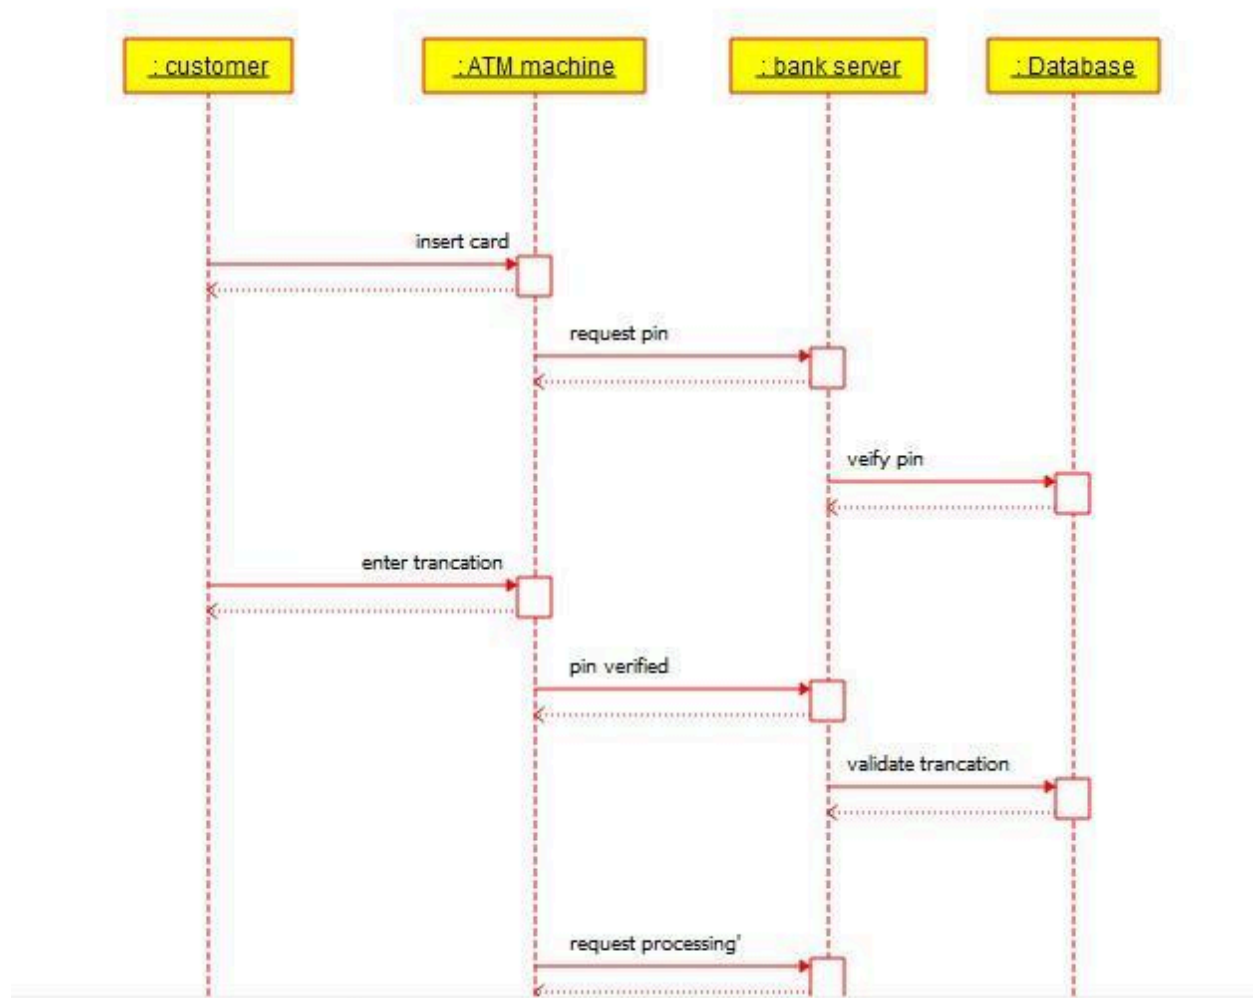 : customer
: ATM machine
: bank server
: Database
insert card
request pin
veify pin
enter trancation
pin verified
validate trancation
request processing'